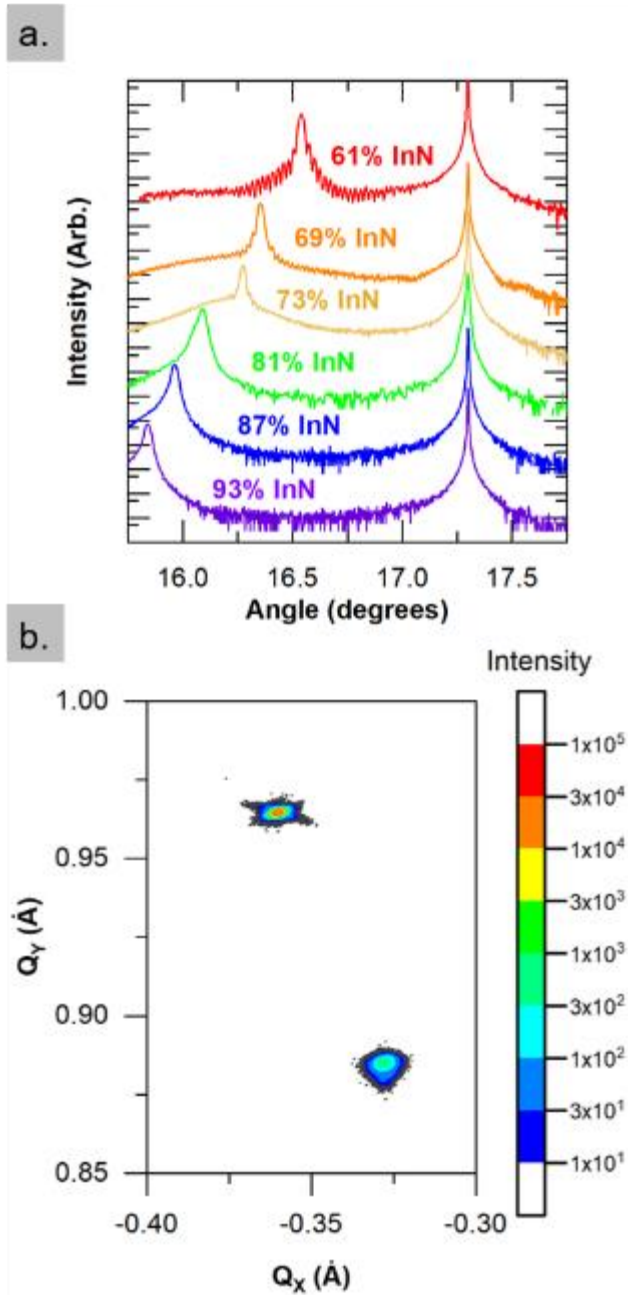 a.
Intensity (Arb.)
61% InN
69% InN
73% InN
81% InN
87% InN
93% InN
16.0 16.5 17.0 17.5
Angle (degrees)
b.
Intensity
1.00
0.95
0.90
0.85
Q_Y (Å)
-0.40 -0.35 -0.30
Q_X (Å)
1x10⁵
3x10⁴
1x10⁴
3x10³
1x10³
3x10²
1x10²
3x10¹
1x10¹